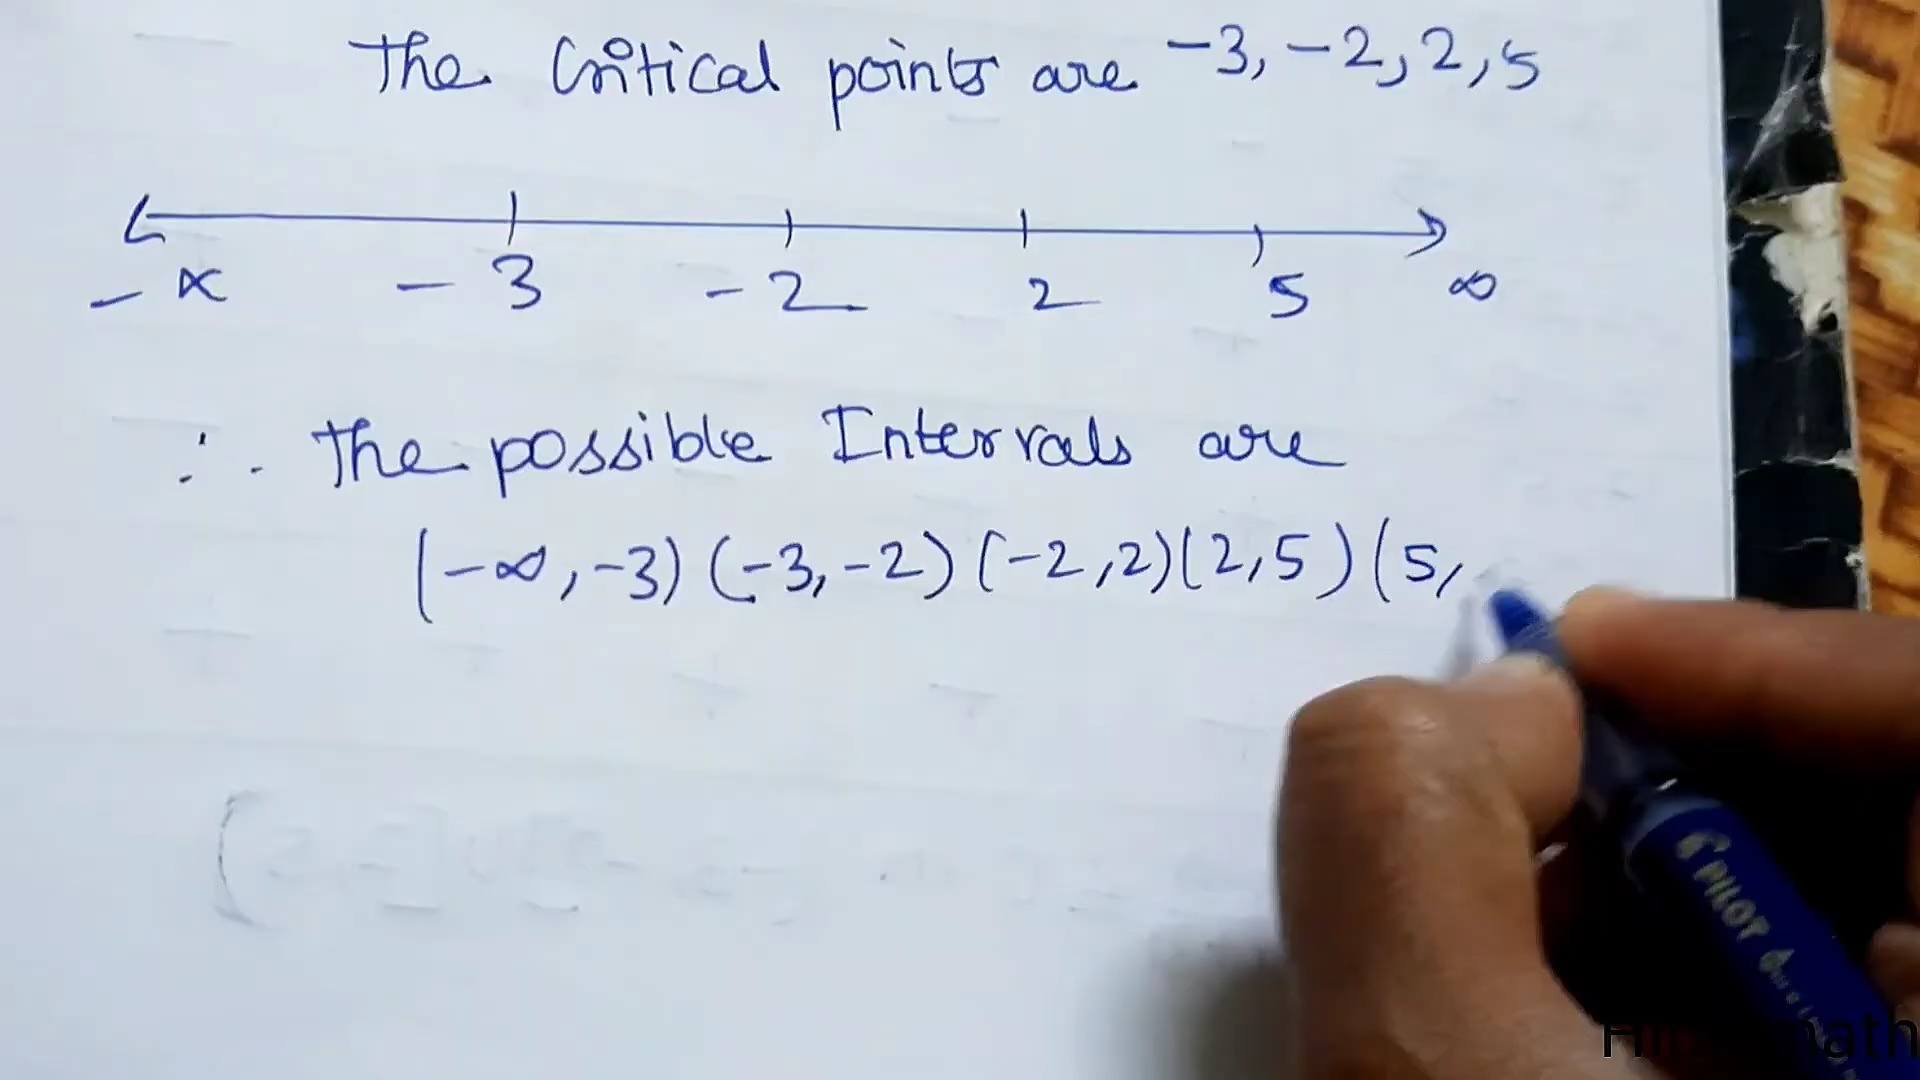 The Critical points are -3, -2, 2, 5
-∝ -3 -2 2 5 ∞
∴ The possible Intervals are
(-∞, -3) (-3, -2) (-2, 2) (2, 5) (5,
PILOT